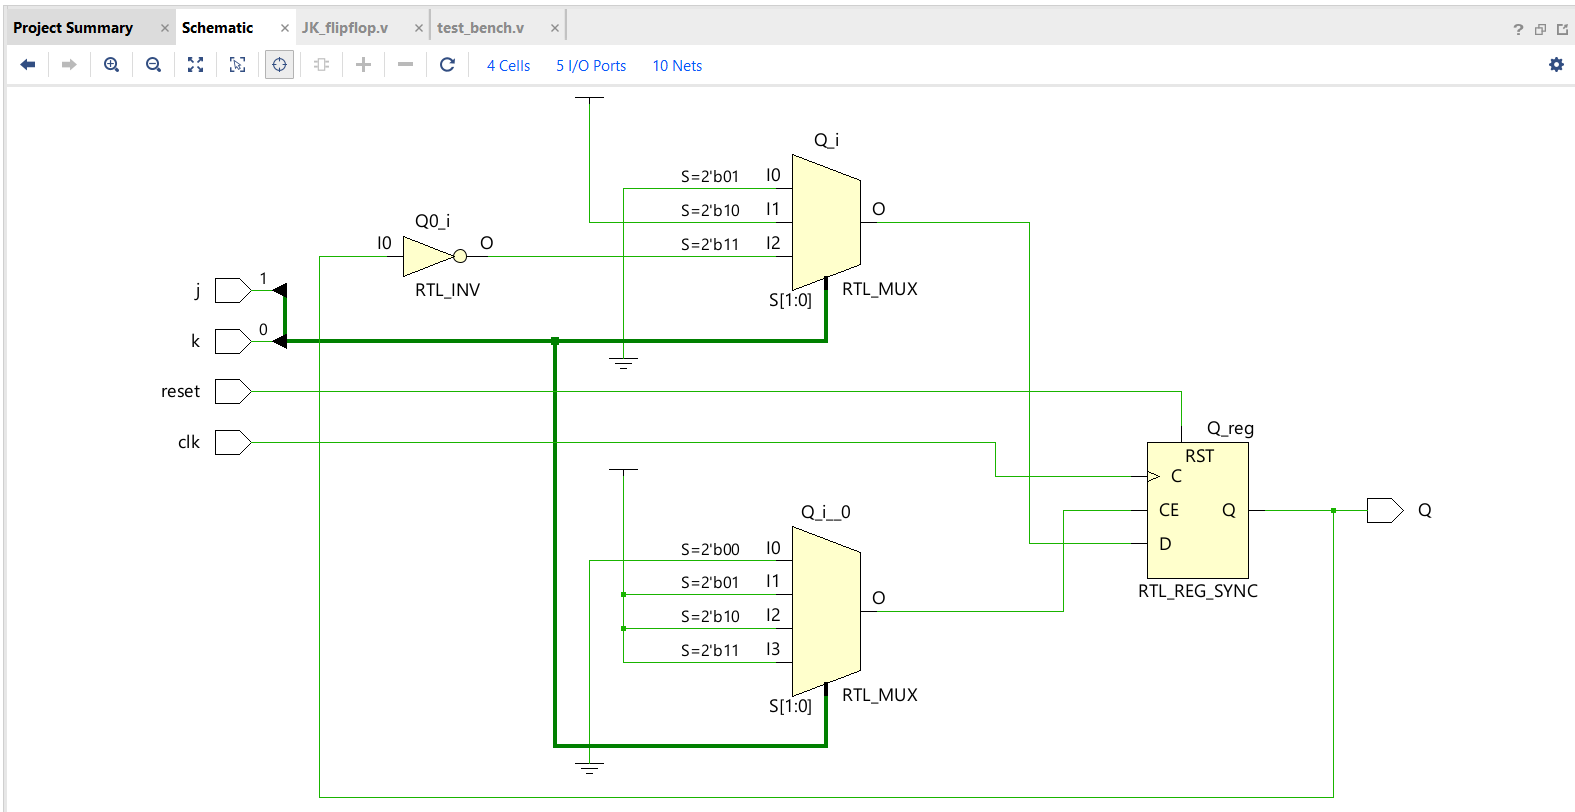 Project Summary × Schematic × JK_flipflop.v × test_bench.v ×
?
4 Cells 5 I/O Ports 10 Nets
Q_i
S=2'b01 I0
S=2'b10 I1 O
S=2'b11 I2
S[1:0] RTL_MUX
Q0_i
I0 O
RTL_INV
j 1
k 0
reset
clk
Q_reg
RST
C
CE Q
D
RTL_REG_SYNC
Q
Q_i__0
S=2'b00 I0
S=2'b01 I1
S=2'b10 I2 O
S=2'b11 I3
S[1:0] RTL_MUX